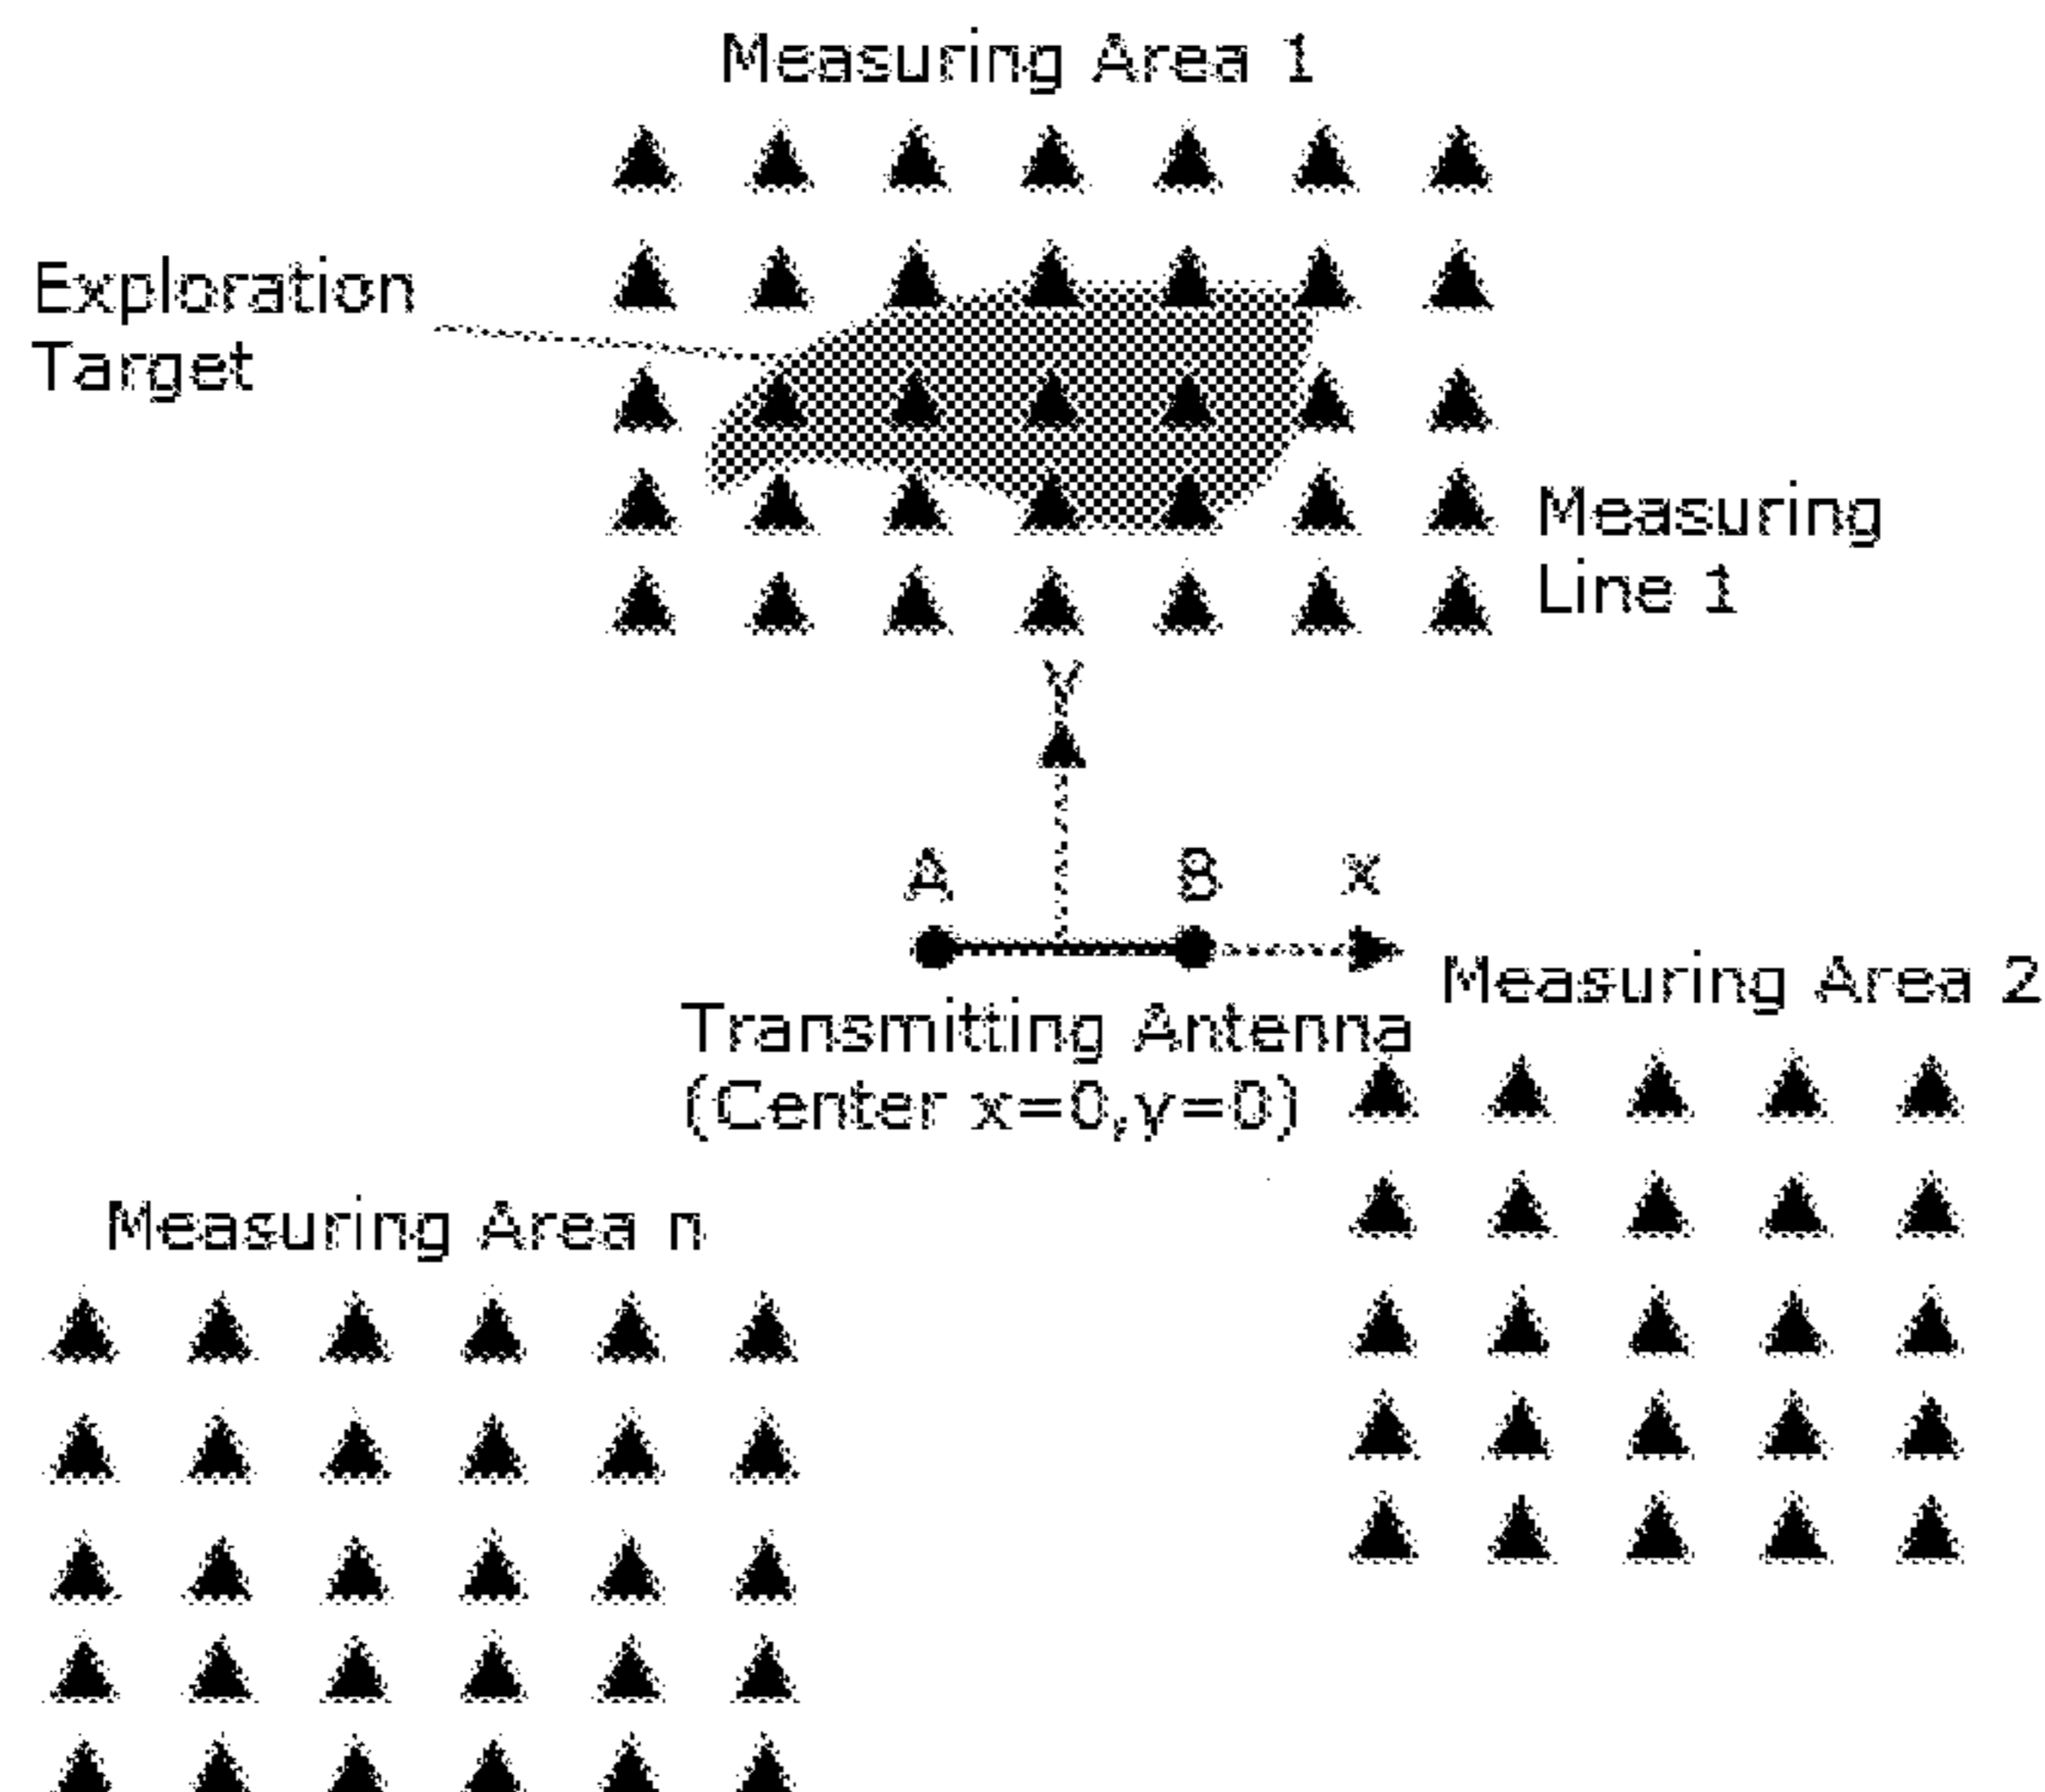 Measuring Area 1
Exploration
Target
Measuring
Line 1
Y
A B x
Transmitting Antenna
(Center x=0,y=0)
Measuring Area 2
Measuring Area n